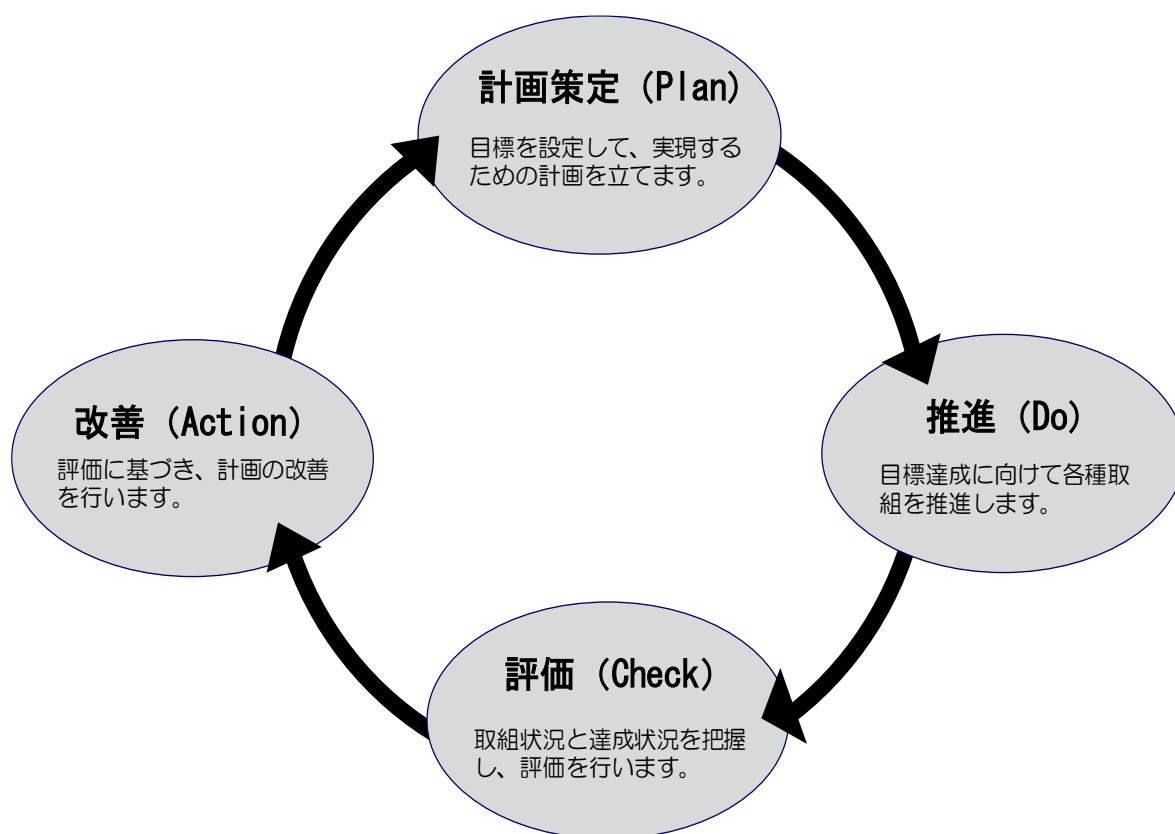 計画策定（Plan）
目標を設定して、実現する
ための計画を立てます。
推進（Do）
目標達成に向けて各種取
組を推進します。
評価（Check）
取組状況と達成状況を把握
し、評価を行います。
改善（Action）
評価に基づき、計画の改善
を行います。